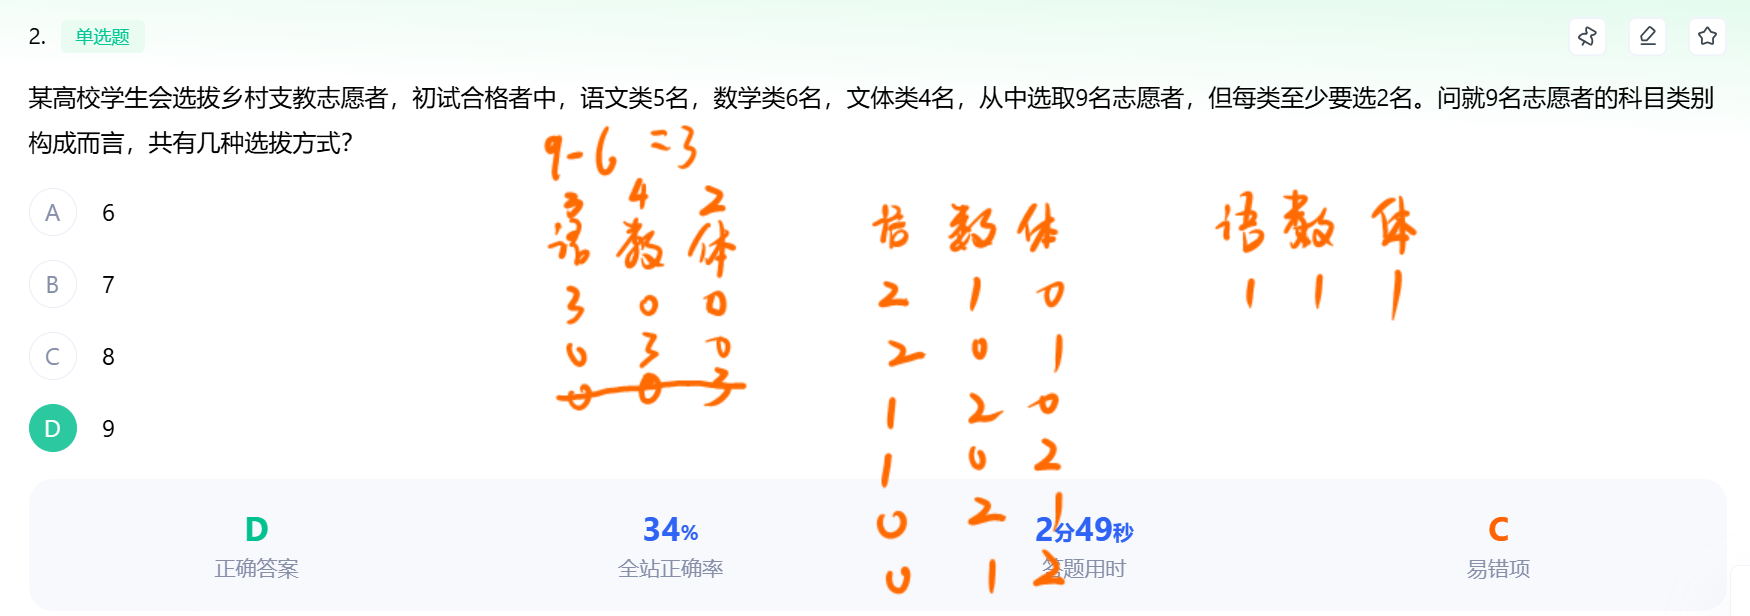 2. 单选题
某高校学生会选拔乡村支教志愿者，初试合格者中，语文类5名，数学类6名，文体类4名，从中选取9名志愿者，但每类至少要选2名。问就9名志愿者的科目类别
构成而言，共有几种选拔方式？
9-6=3
A 6
B 7
C 8
D 9
3 4 2
语 数 体
3 0 0
0 3 0
0 0 3
语 数 体
2 1 0
2 0 1
1 2 0
1 0 2
0 2 1
0 1 2
语 数 体
1 1 1
D 34% 2分49秒 C
正确答案 全站正确率 答题用时 易错项